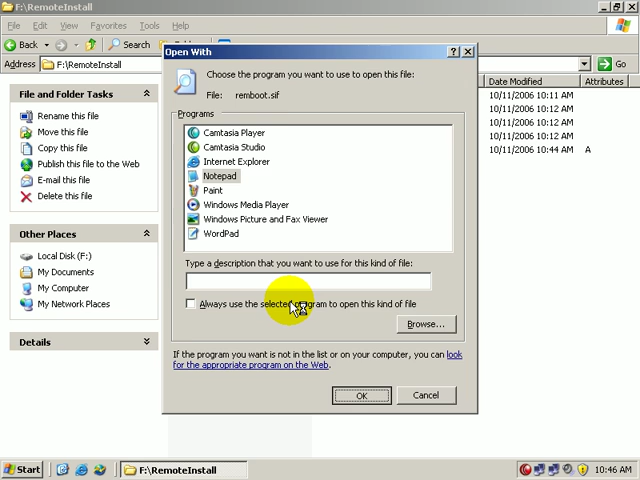 F:\RemoteInstall
File Edit View Favorites Tools Help
Back Search
Address F:\RemoteInstall Go
File and Folder Tasks
Rename this file
Move this file
Copy this file
Publish this file to the Web
E-mail this file
Delete this file
Other Places
Local Disk (F:)
My Documents
My Computer
My Network Places
Details
Open With
Choose the program you want to use to open this file:
File: remboot.sif
Programs
Camtasia Player
Camtasia Studio
Internet Explorer
Notepad
Paint
Windows Media Player
Windows Picture and Fax Viewer
WordPad
Type a description that you want to use for this kind of file:
Always use the selected program to open this kind of file
Browse...
If the program you want is not in the list or on your computer, you can look
for the appropriate program on the Web.
OK Cancel
Date Modified Attributes
10/11/2006 10:11 AM
10/11/2006 10:12 AM
10/11/2006 10:12 AM
10/11/2006 10:12 AM
10/11/2006 10:44 AM A
Start F:\RemoteInstall 10:46 AM